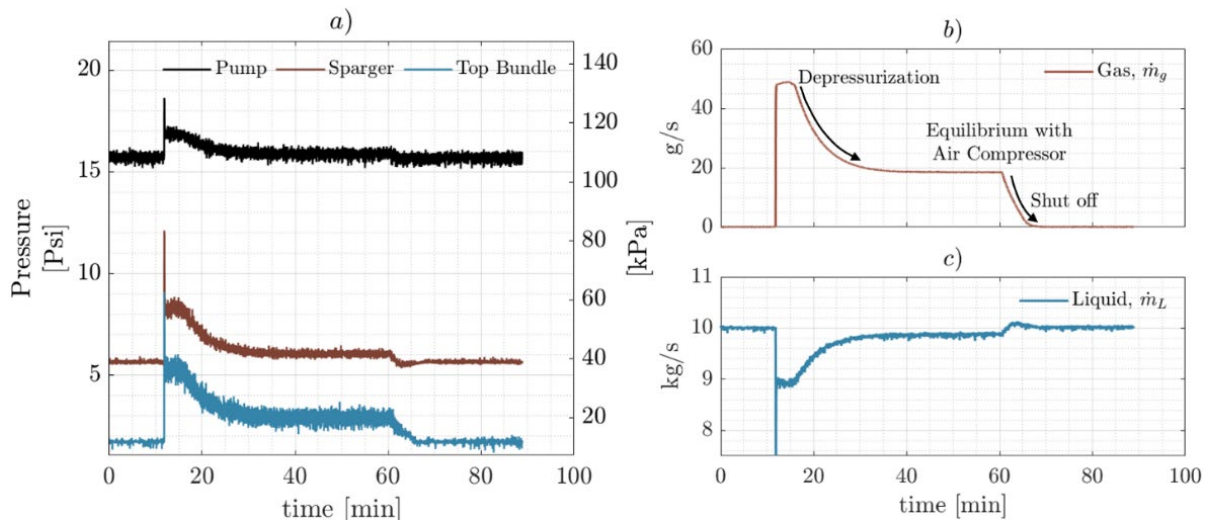 a)
Pump Sparger Top Bundle
20
15
10
5
140
120
100
80
60
40
20
Pressure
[Psi]
[kPa]
0 20 40 60 80 100
time [min]
b)
60
40
20
0
g/s
Gas, ṁg
Depressurization
Equilibrium with
Air Compressor
Shut off
c)
11
10
9
8
kg/s
Liquid, ṁL
0 20 40 60 80 100
time [min]